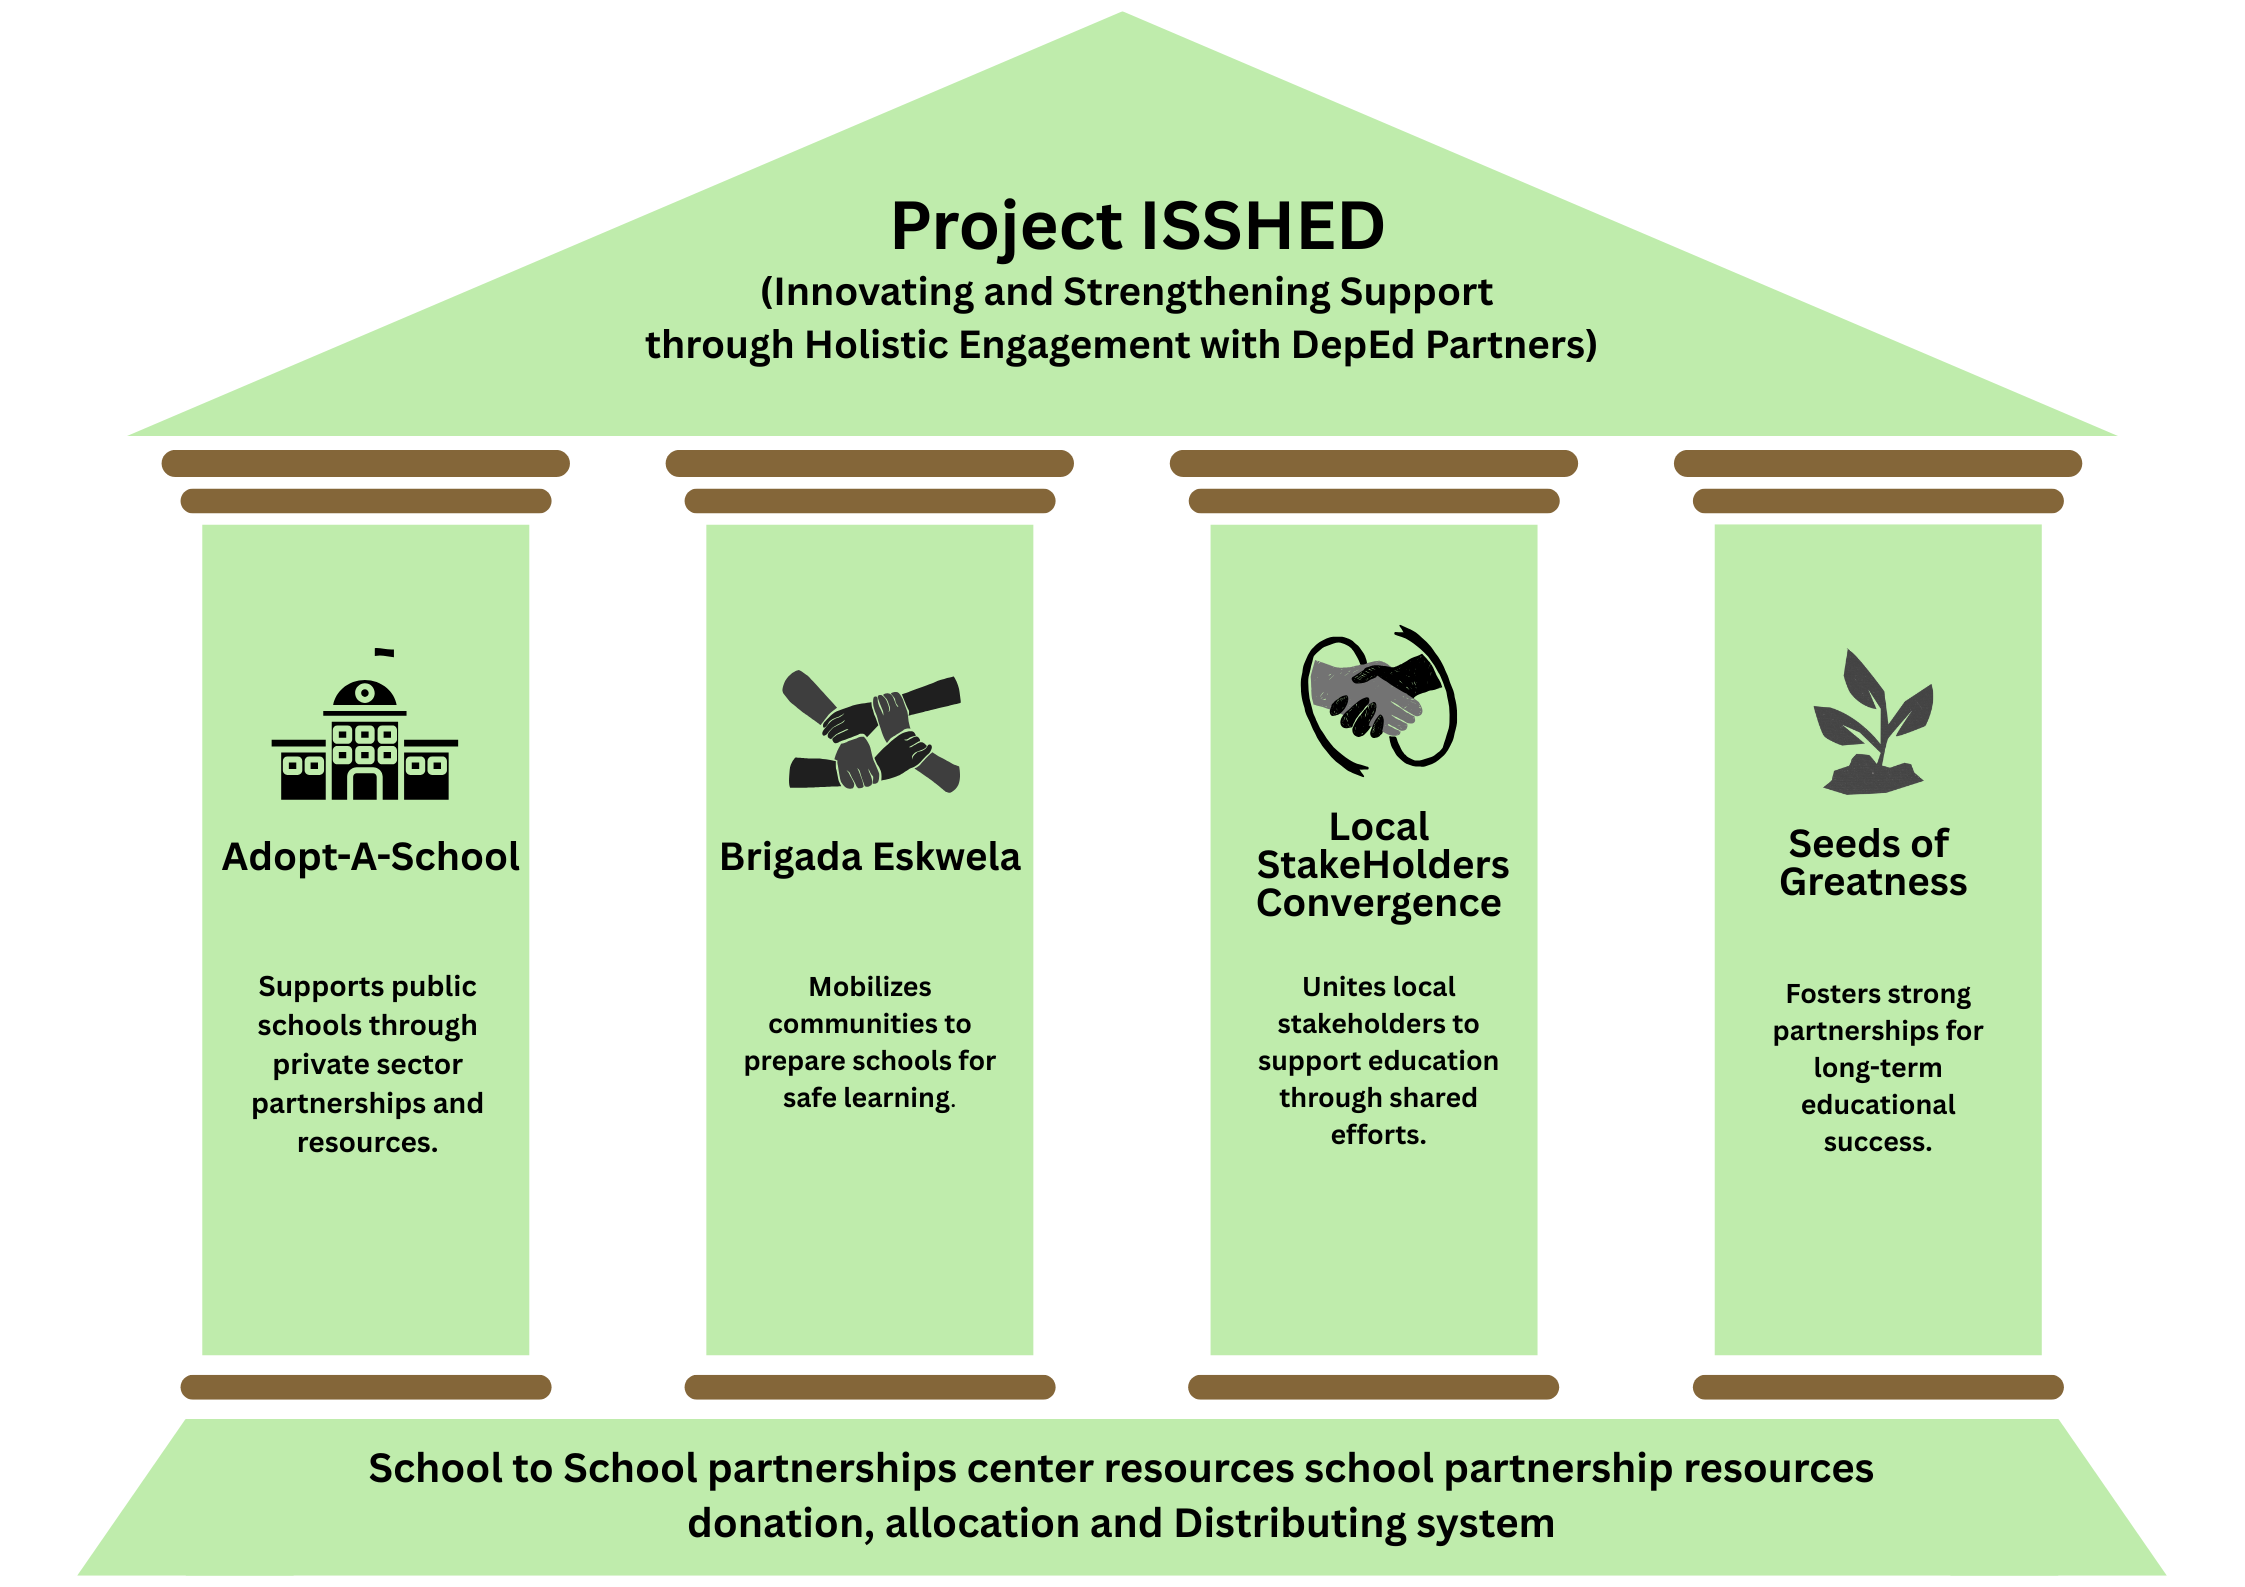 Project ISSHED
(Innovating and Strengthening Support
through Holistic Engagement with DepEd Partners)
Adopt-A-School
Supports public
schools through
private sector
partnerships and
resources.
Brigada Eskwela
Mobilizes
communities to
prepare schools for
safe learning.
Local
StakeHolders
Convergence
Unites local
stakeholders to
support education
through shared
efforts.
Seeds of
Greatness
Fosters strong
partnerships for
long-term
educational
success.
School to School partnerships center resources school partnership resources
donation, allocation and Distributing system